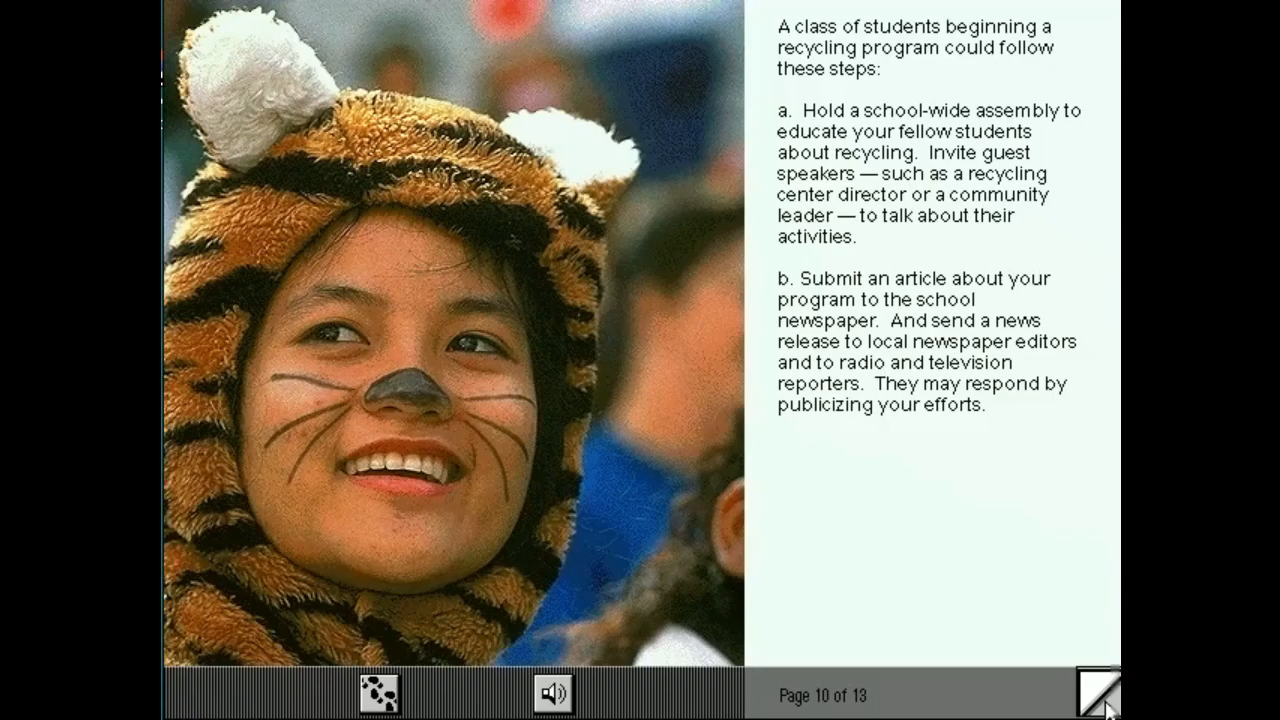 A class of students beginning a
recycling program could follow
these steps:
a. Hold a school-wide assembly to
educate your fellow students
about recycling. Invite guest
speakers — such as a recycling
center director or a community
leader — to talk about their
activities.
b. Submit an article about your
program to the school
newspaper. And send a news
release to local newspaper editors
and to radio and television
reporters. They may respond by
publicizing your efforts.
Page 10 of 13